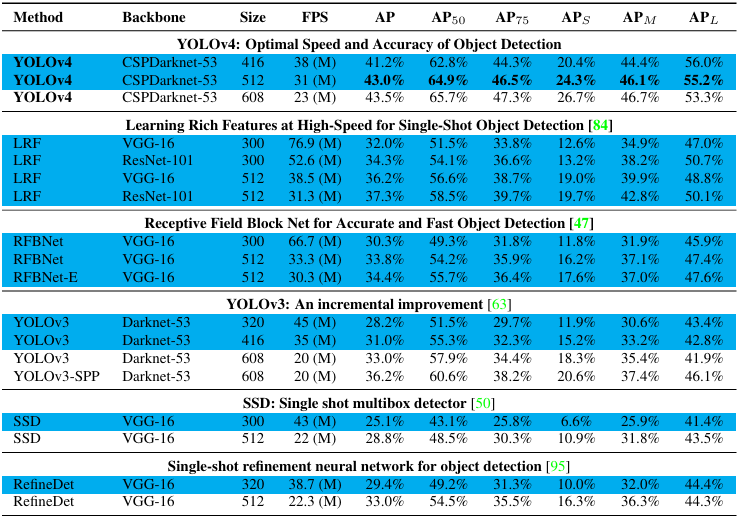 Method Backbone Size FPS AP AP50 AP75 APS APM APL
YOLOv4: Optimal Speed and Accuracy of Object Detection
YOLOv4 CSPDarknet-53 416 38 (M) 41.2% 62.8% 44.3% 20.4% 44.4% 56.0%
YOLOv4 CSPDarknet-53 512 31 (M) 43.0% 64.9% 46.5% 24.3% 46.1% 55.2%
YOLOv4 CSPDarknet-53 608 23 (M) 43.5% 65.7% 47.3% 26.7% 46.7% 53.3%
Learning Rich Features at High-Speed for Single-Shot Object Detection [84]
LRF VGG-16 300 76.9 (M) 32.0% 51.5% 33.8% 12.6% 34.9% 47.0%
LRF ResNet-101 300 52.6 (M) 34.3% 54.1% 36.6% 13.2% 38.2% 50.7%
LRF VGG-16 512 38.5 (M) 36.2% 56.6% 38.7% 19.0% 39.9% 48.8%
LRF ResNet-101 512 31.3 (M) 37.3% 58.5% 39.7% 19.7% 42.8% 50.1%
Receptive Field Block Net for Accurate and Fast Object Detection [47]
RFBNet VGG-16 300 66.7 (M) 30.3% 49.3% 31.8% 11.8% 31.9% 45.9%
RFBNet VGG-16 512 33.3 (M) 33.8% 54.2% 35.9% 16.2% 37.1% 47.4%
RFBNet-E VGG-16 512 30.3 (M) 34.4% 55.7% 36.4% 17.6% 37.0% 47.6%
YOLOv3: An incremental improvement [63]
YOLOv3 Darknet-53 320 45 (M) 28.2% 51.5% 29.7% 11.9% 30.6% 43.4%
YOLOv3 Darknet-53 416 35 (M) 31.0% 55.3% 32.3% 15.2% 33.2% 42.8%
YOLOv3 Darknet-53 608 20 (M) 33.0% 57.9% 34.4% 18.3% 35.4% 41.9%
YOLOv3-SPP Darknet-53 608 20 (M) 36.2% 60.6% 38.2% 20.6% 37.4% 46.1%
SSD: Single shot multibox detector [50]
SSD VGG-16 300 43 (M) 25.1% 43.1% 25.8% 6.6% 25.9% 41.4%
SSD VGG-16 512 22 (M) 28.8% 48.5% 30.3% 10.9% 31.8% 43.5%
Single-shot refinement neural network for object detection [95]
RefineDet VGG-16 320 38.7 (M) 29.4% 49.2% 31.3% 10.0% 32.0% 44.4%
RefineDet VGG-16 512 22.3 (M) 33.0% 54.5% 35.5% 16.3% 36.3% 44.3%